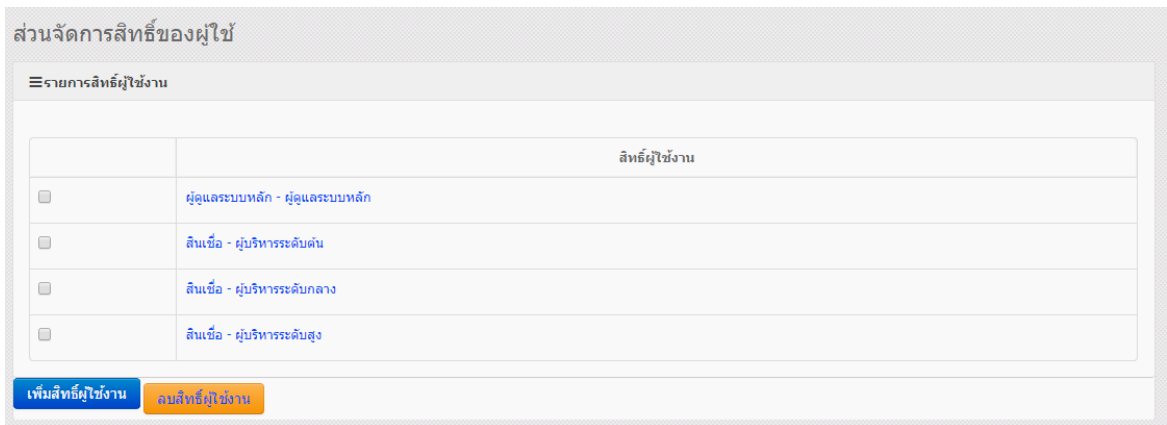 ส่วนจัดการสิทธิ์ของผู้ใช้
รายการสิทธิ์ผู้ใช้งาน
สิทธิ์ผู้ใช้งาน
ผู้ดูแลระบบหลัก - ผู้ดูแลระบบหลัก
สินเชื่อ - ผู้บริหารระดับต้น
สินเชื่อ - ผู้บริหารระดับกลาง
สินเชื่อ - ผู้บริหารระดับสูง
เพิ่มสิทธิ์ผู้ใช้งาน ลบสิทธิ์ผู้ใช้งาน